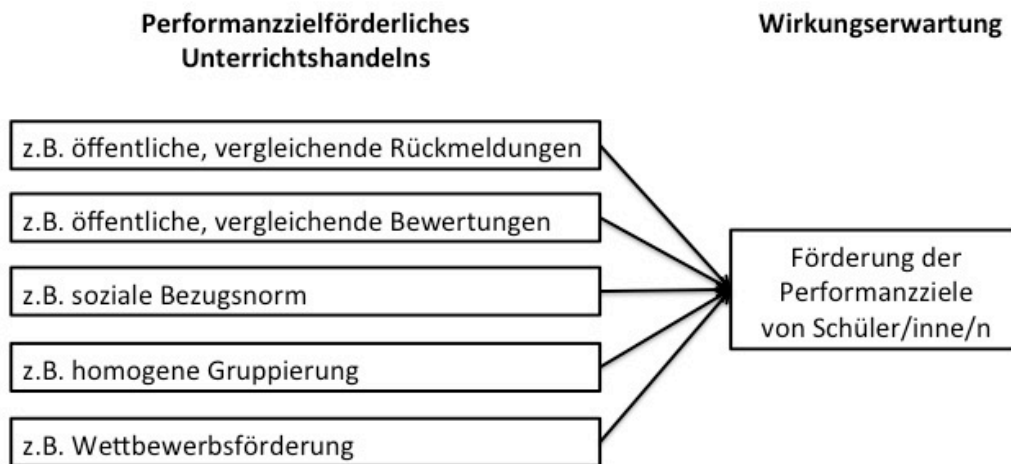 Performanzzielförderliches
Unterrichtshandelns
Wirkungserwartung
z.B. öffentliche, vergleichende Rückmeldungen
z.B. öffentliche, vergleichende Bewertungen
z.B. soziale Bezugsnorm
z.B. homogene Gruppierung
z.B. Wettbewerbsförderung
Förderung der
Performanzziele
von Schüler/inne/n